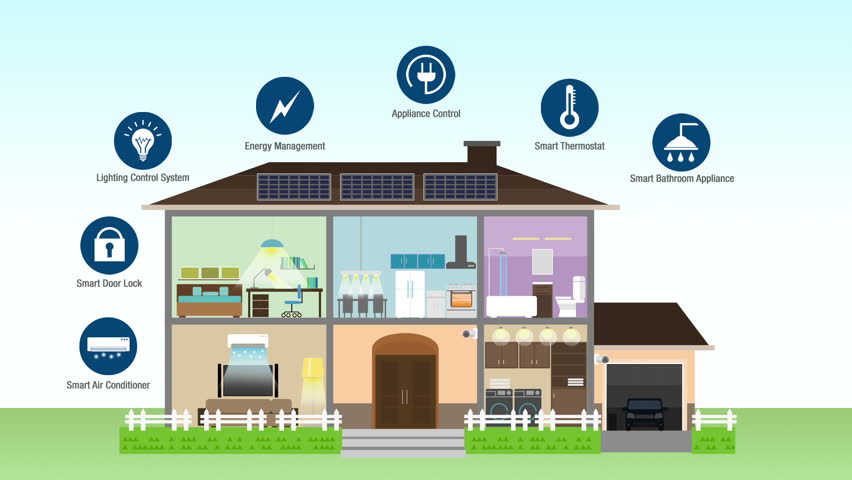 Appliance Control
Energy Management
Smart Thermostat
Lighting Control System
Smart Bathroom Appliance
Smart Door Lock
Smart Air Conditioner